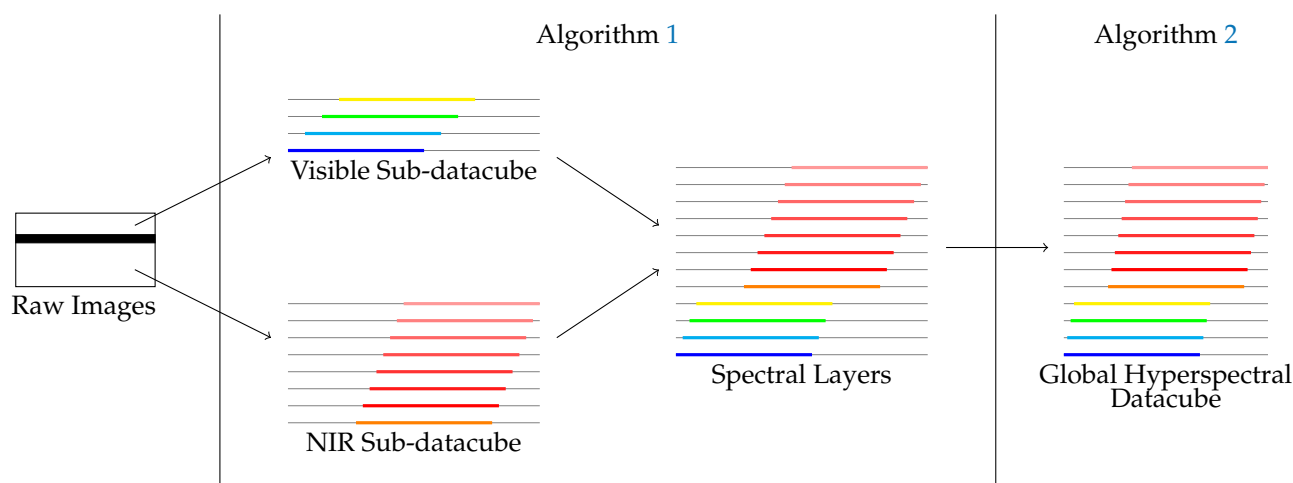 Algorithm 1
Algorithm 2
Visible Sub-datacube
Raw Images
NIR Sub-datacube
Spectral Layers
Global Hyperspectral
Datacube